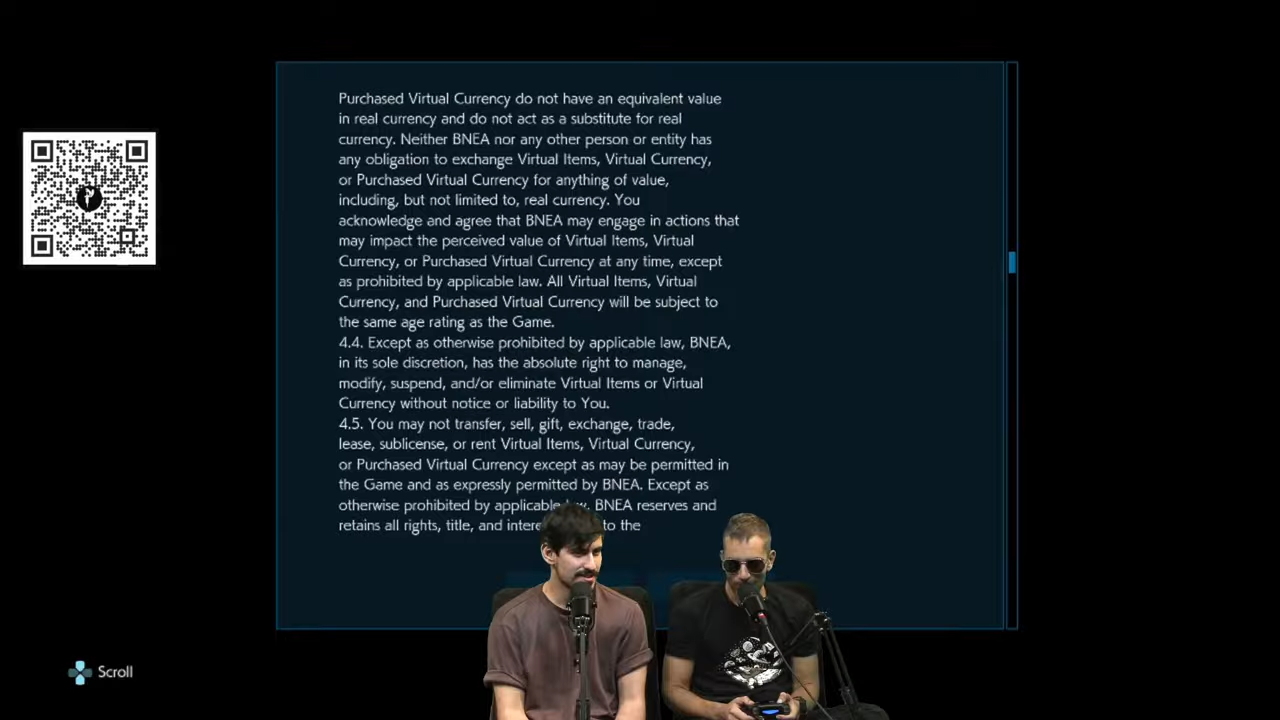 Purchased Virtual Currency do not have an equivalent value
in real currency and do not act as a substitute for real
currency. Neither BNEA nor any other person or entity has
any obligation to exchange Virtual Items, Virtual Currency,
or Purchased Virtual Currency for anything of value,
including, but not limited to, real currency. You
acknowledge and agree that BNEA may engage in actions that
may impact the perceived value of Virtual Items, Virtual
Currency, or Purchased Virtual Currency at any time, except
as prohibited by applicable law. All Virtual Items, Virtual
Currency, and Purchased Virtual Currency will be subject to
the same age rating as the Game.
4.4. Except as otherwise prohibited by applicable law, BNEA,
in its sole discretion, has the absolute right to manage,
modify, suspend, and/or eliminate Virtual Items or Virtual
Currency without notice or liability to You.
4.5. You may not transfer, sell, gift, exchange, trade,
lease, sublicense, or rent Virtual Items, Virtual Currency,
or Purchased Virtual Currency except as may be permitted in
the Game and as expressly permitted by BNEA. Except as
otherwise prohibited by applicable BNEA reserves and
retains all rights, title, and to the
Scroll